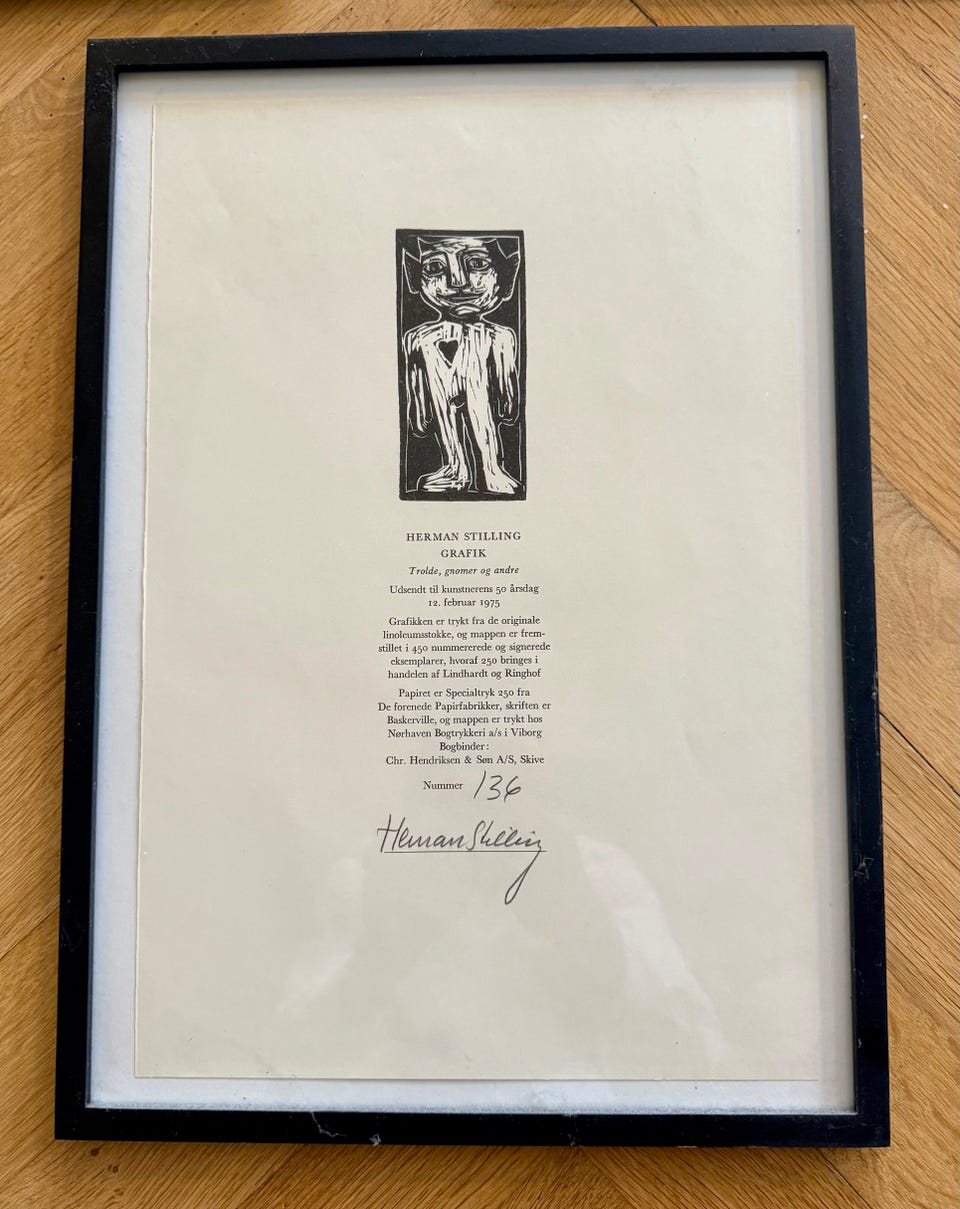 HERMAN STILLING
GRAFIK
Trolde, gnomer og andre
Udsendt til kunstnerens 50 årsdag
12. februar 1975
Grafikken er trykt fra de originale
linoleumsstokke, og mappen er frem-
stillet i 450 nummererede og signerede
eksemplarer, hvoraf 250 bringes i
handelen af Lindhardt og Ringhof
Papiret er Specialtryk 250 fra
De forenede Papirfabrikker, skriften er
Baskerville, og mappen er trykt hos
Nørhaven Bogtrykkeri a/s i Viborg
Bogbinder:
Chr. Hendriksen & Søn A/S, Skive
Nummer 136
Herman Stilling